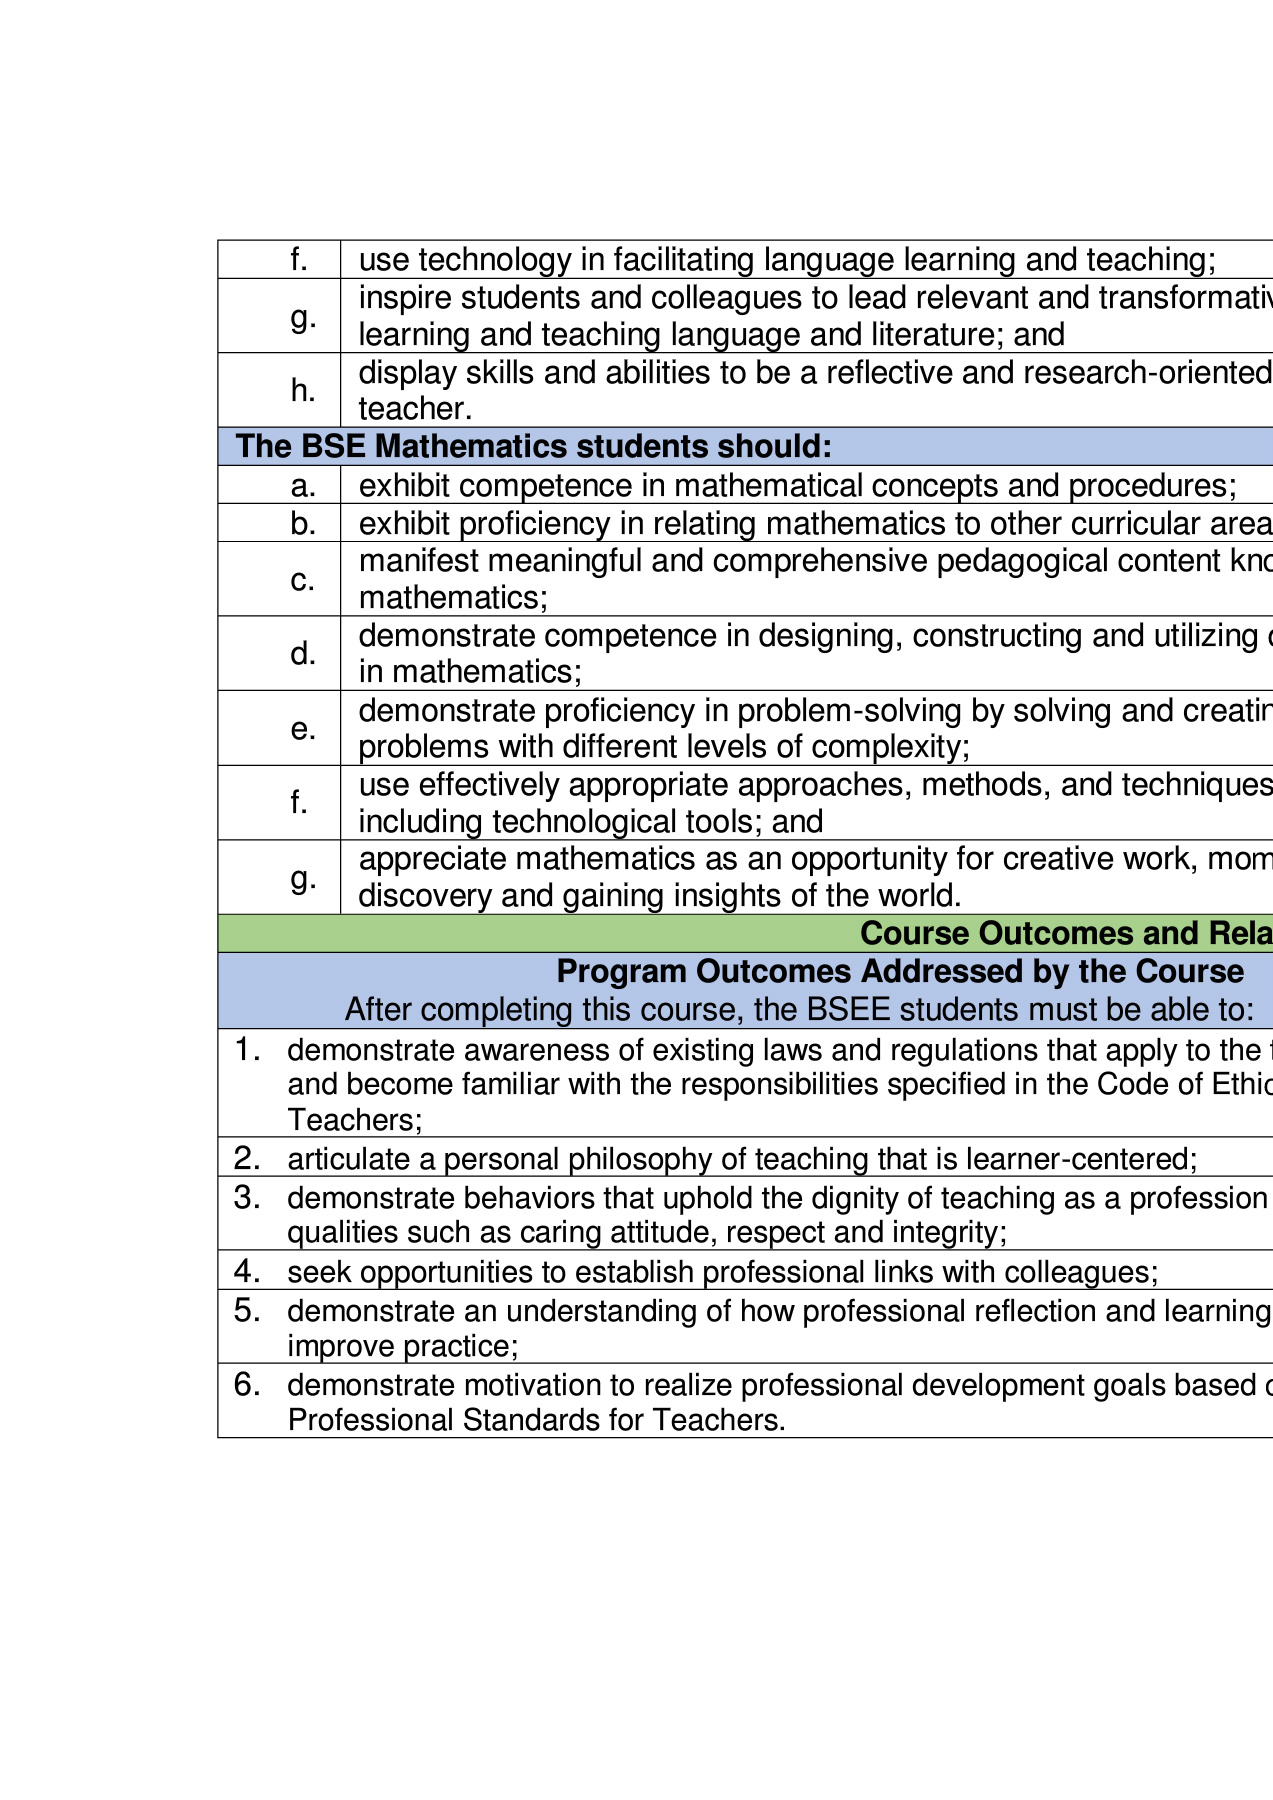 f. use technology in facilitating language learning and teaching;
g. inspire students and colleagues to lead relevant and
learning and teaching language and literature; and
h. display skills and abilities to be a reflective and research-oriented
teacher.
The BSE Mathematics students should:
a. exhibit competence in mathematical concepts and procedures;
b. exhibit proficiency in relating mathematics to other curricular
c. manifest meaningful and comprehensive pedagogical content
mathematics;
d. demonstrate competence in designing, constructing and utilizing
in mathematics;
e. demonstrate proficiency in problem-solving by solving and
problems with different levels of complexity;
f. use effectively appropriate approaches, methods, and techniques
including technological tools; and
g. appreciate mathematics as an opportunity for creative work,
discovery and gaining insights of the world.
Course Outcomes and
Program Outcomes Addressed by the Course
After completing this course, the BSEE students must be able to:
1. demonstrate awareness of existing laws and regulations that apply to the
and become familiar with the responsibilities specified in the Code of
Teachers;
2. articulate a personal philosophy of teaching that is learner-centered;
3. demonstrate behaviors that uphold the dignity of teaching as a profession
qualities such as caring attitude, respect and integrity;
4. seek opportunities to establish professional links with colleagues;
5. demonstrate an understanding of how professional reflection and learning
improve practice;
6. demonstrate motivation to realize professional development goals based
Professional Standards for Teachers.